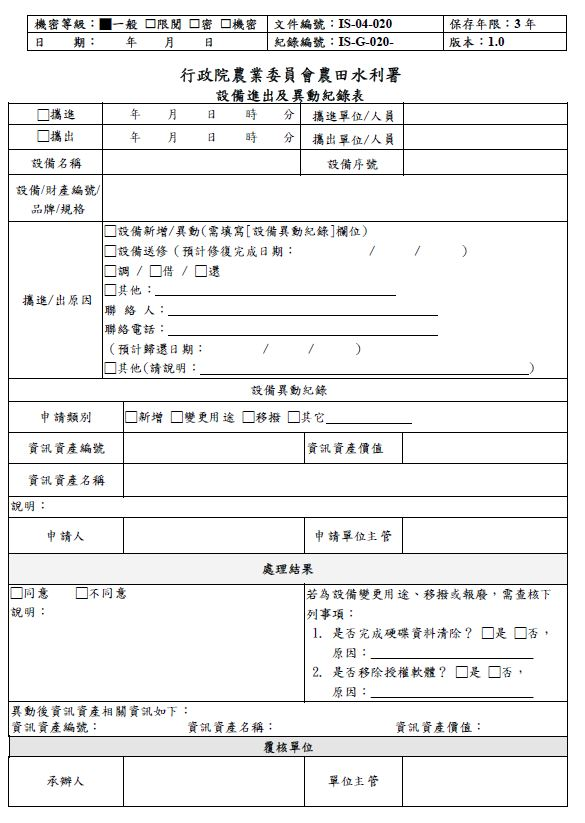 機密等級：■一般 □限閱 □密 □機密 文件編號：IS-04-020 保存年限：3 年
日　　期：　　年　　月　　日 紀錄編號：IS-G-020- 版本：1.0
行政院農業委員會農田水利署
設備進出及異動紀錄表
□攜進 年　月　日　時　分 攜進單位/人員
□攜出 年　月　日　時　分 攜出單位/人員
設備名稱 設備序號
設備/財產編號/
品牌/規格
攜進/出原因
□設備新增/異動(需填寫[設備異動紀錄]欄位)
□設備送修（預計修復完成日期：　　/　　/　　）
□調 / □借 / □還
□其他：
聯 絡 人：
聯絡電話：
（預計歸還日期：　　/　　/　　）
□其他(請說明：　　)
設備異動紀錄
申請類別 □新增 □變更用途 □移撥 □其它
資訊資產編號 資訊資產價值
資訊資產名稱
說明：
申請人 申請單位主管
處理結果
□同意　□不同意
說明：
若為設備變更用途、移撥或報廢，需查核下
列事項：
1. 是否完成硬碟資料清除？ □是 □否，
原因：
2. 是否移除授權軟體？ □是 □否，
原因：
異動後資訊資產相關資訊如下：
資訊資產編號：　資訊資產名稱：　資訊資產價值：
覆核單位
承辦人 單位主管